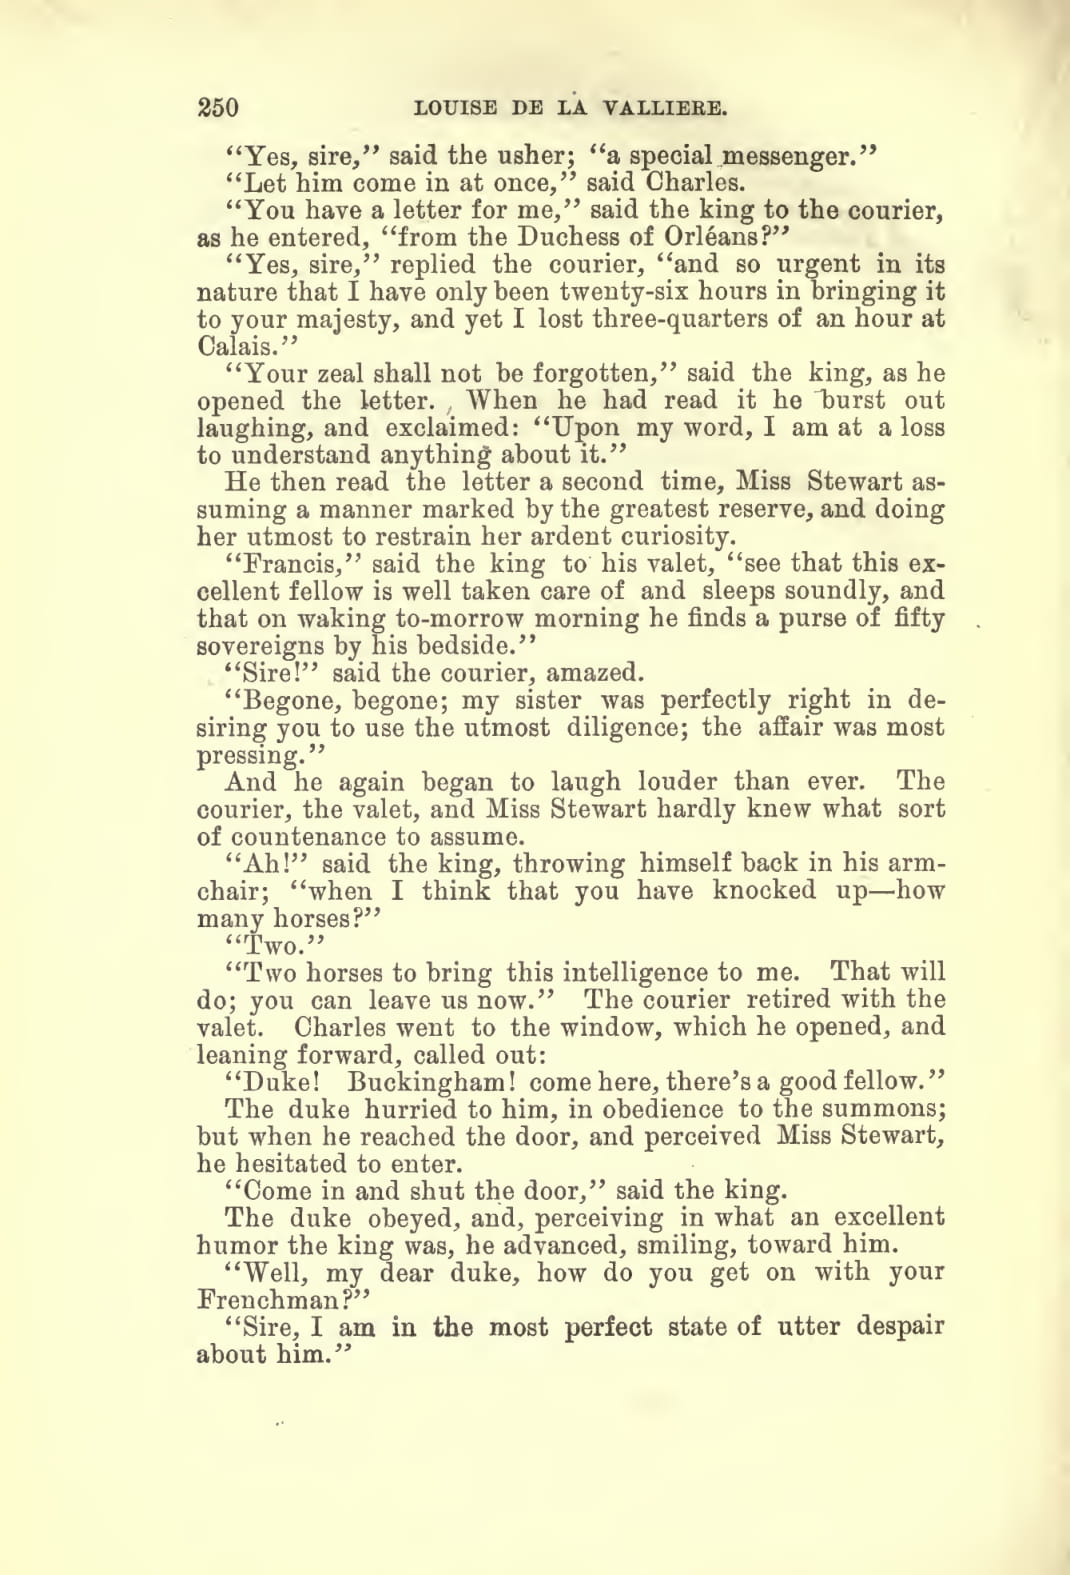 250 LOUISE DE LA VALLIERE.
“Yes, sire,” said the usher; “a special messenger.”
“Let him come in at once,” said Charles.
“You have a letter for me,” said the king to the courier,
as he entered, “from the Duchess of Orléans?”
“Yes, sire,” replied the courier, “and so urgent in its
nature that I have only been twenty-six hours in bringing it
to your majesty, and yet I lost three-quarters of an hour at
Calais.”
“Your zeal shall not be forgotten,” said the king, as he
opened the letter. When he had read it he burst out
laughing, and exclaimed: “Upon my word, I am at a loss
to understand anything about it.”
He then read the letter a second time, Miss Stewart as-
suming a manner marked by the greatest reserve, and doing
her utmost to restrain her ardent curiosity.
“Francis,” said the king to his valet, “see that this ex-
cellent fellow is well taken care of and sleeps soundly, and
that on waking to-morrow morning he finds a purse of fifty
sovereigns by his bedside.”
“Sire!” said the courier, amazed.
“Begone, begone; my sister was perfectly right in de-
siring you to use the utmost diligence; the affair was most
pressing.”
And he again began to laugh louder than ever. The
courier, the valet, and Miss Stewart hardly knew what sort
of countenance to assume.
“Ah!” said the king, throwing himself back in his arm-
chair; “when I think that you have knocked up—how
many horses?”
“Two.”
“Two horses to bring this intelligence to me. That will
do; you can leave us now.” The courier retired with the
valet. Charles went to the window, which he opened, and
leaning forward, called out:
“Duke! Buckingham! come here, there’s a good fellow.”
The duke hurried to him, in obedience to the summons;
but when he reached the door, and perceived Miss Stewart,
he hesitated to enter.
“Come in and shut the door,” said the king.
The duke obeyed, and, perceiving in what an excellent
humor the king was, he advanced, smiling, toward him.
“Well, my dear duke, how do you get on with your
Frenchman?”
“Sire, I am in the most perfect state of utter despair
about him.”